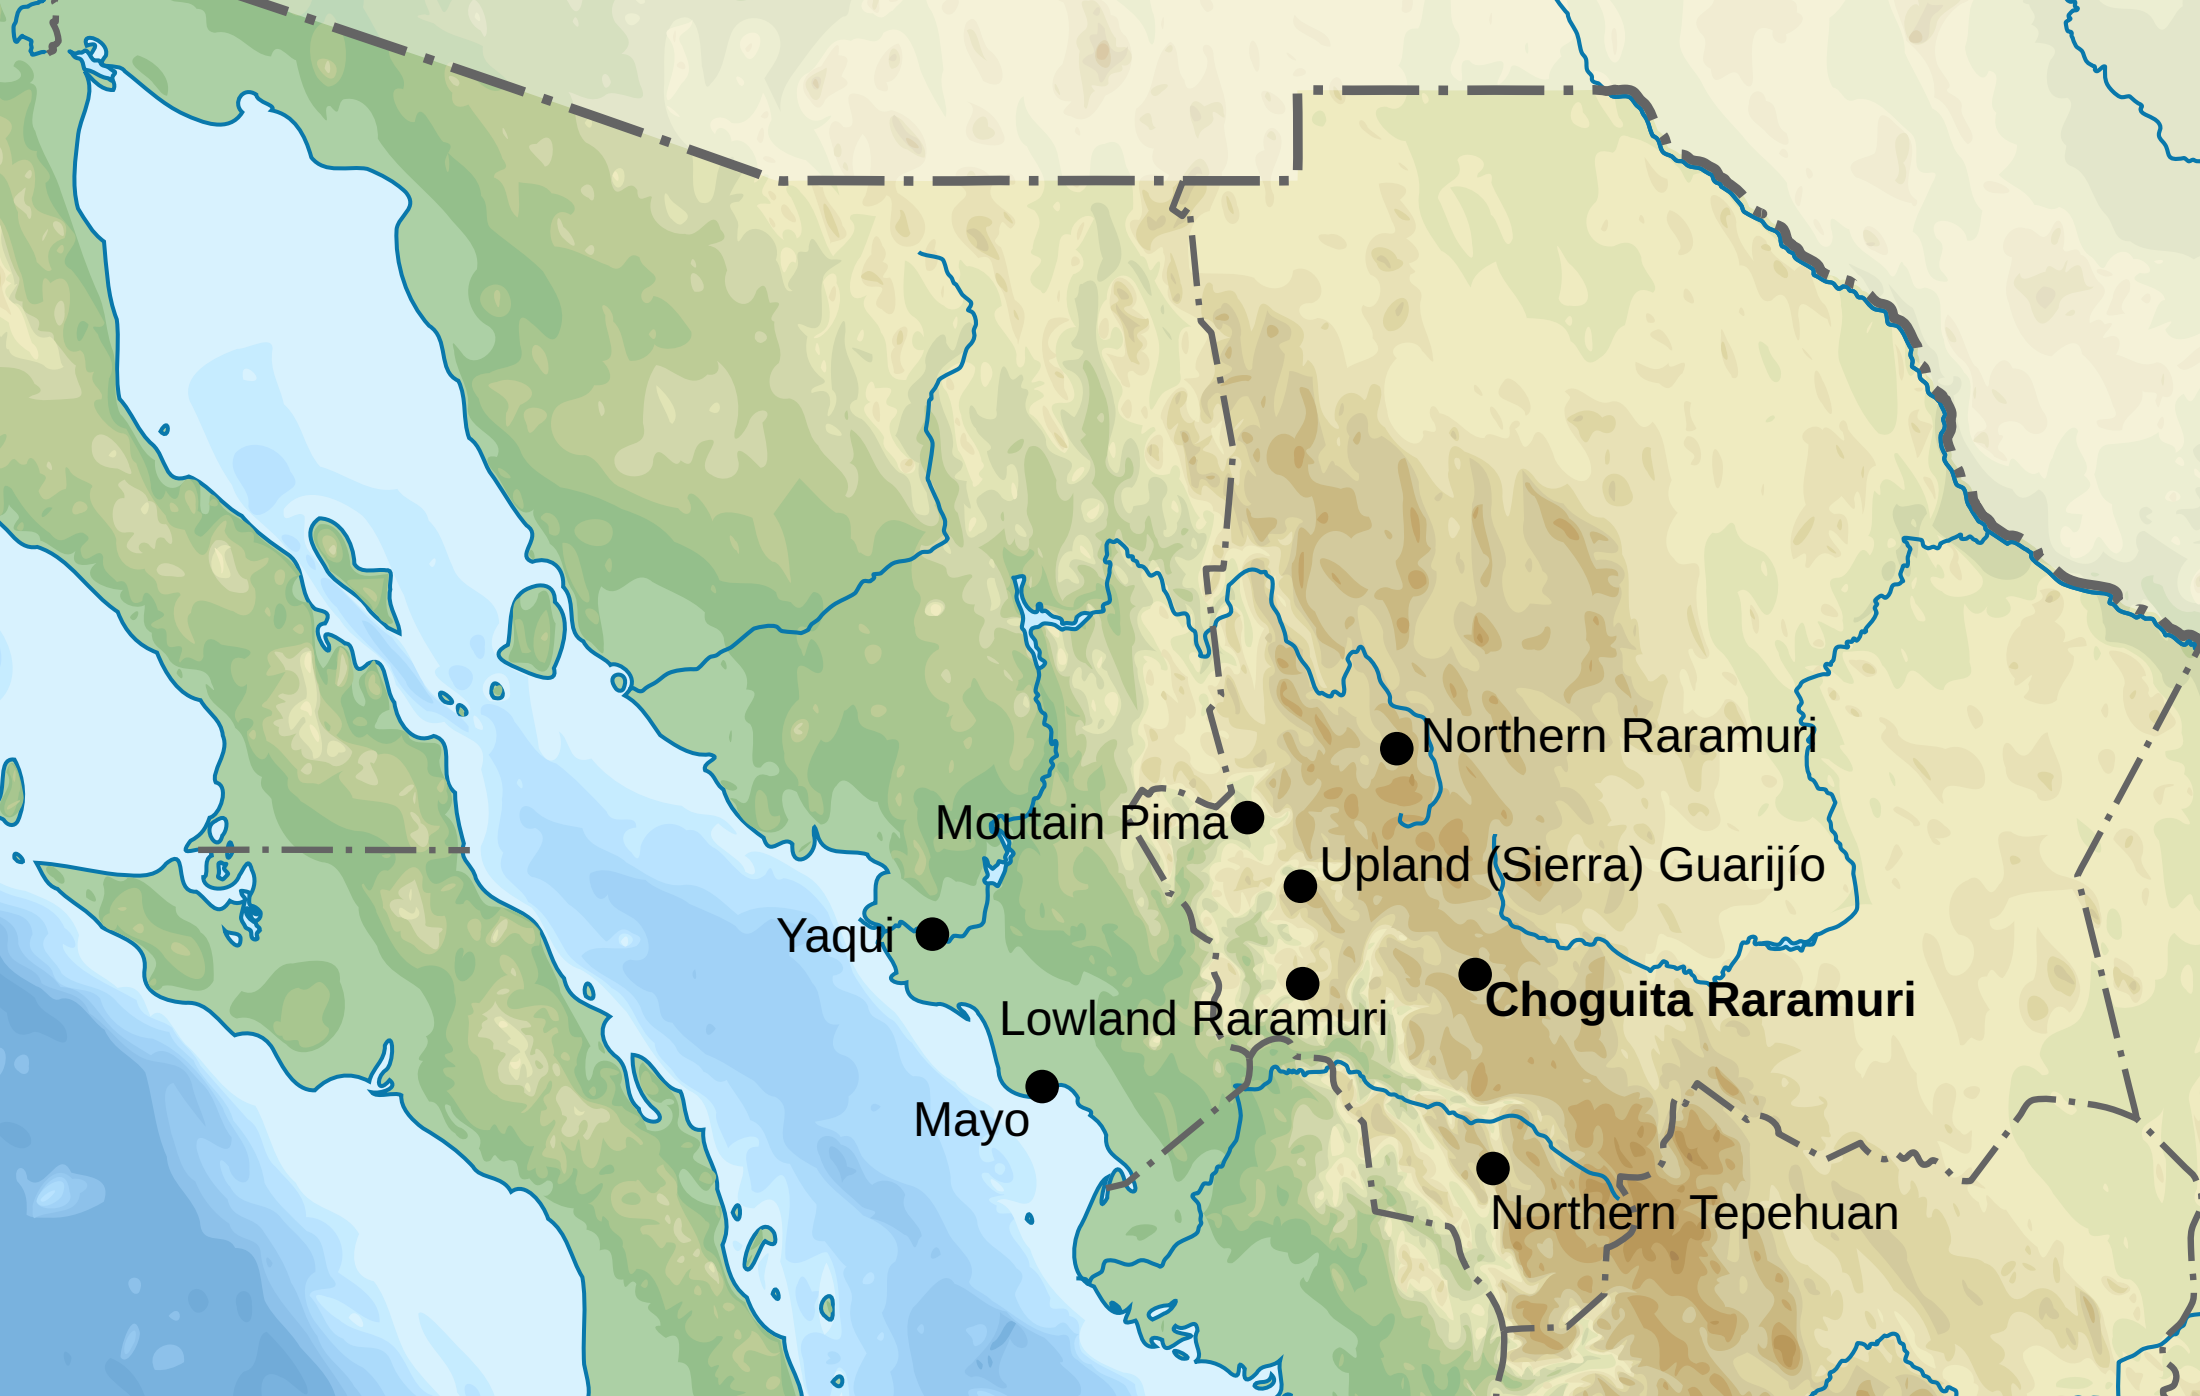 Northern Raramuri
Moutain Pima
Upland (Sierra) Guarijío
Yaqui
Choguita Raramuri
Lowland Raramuri
Mayo
Northern Tepehuan